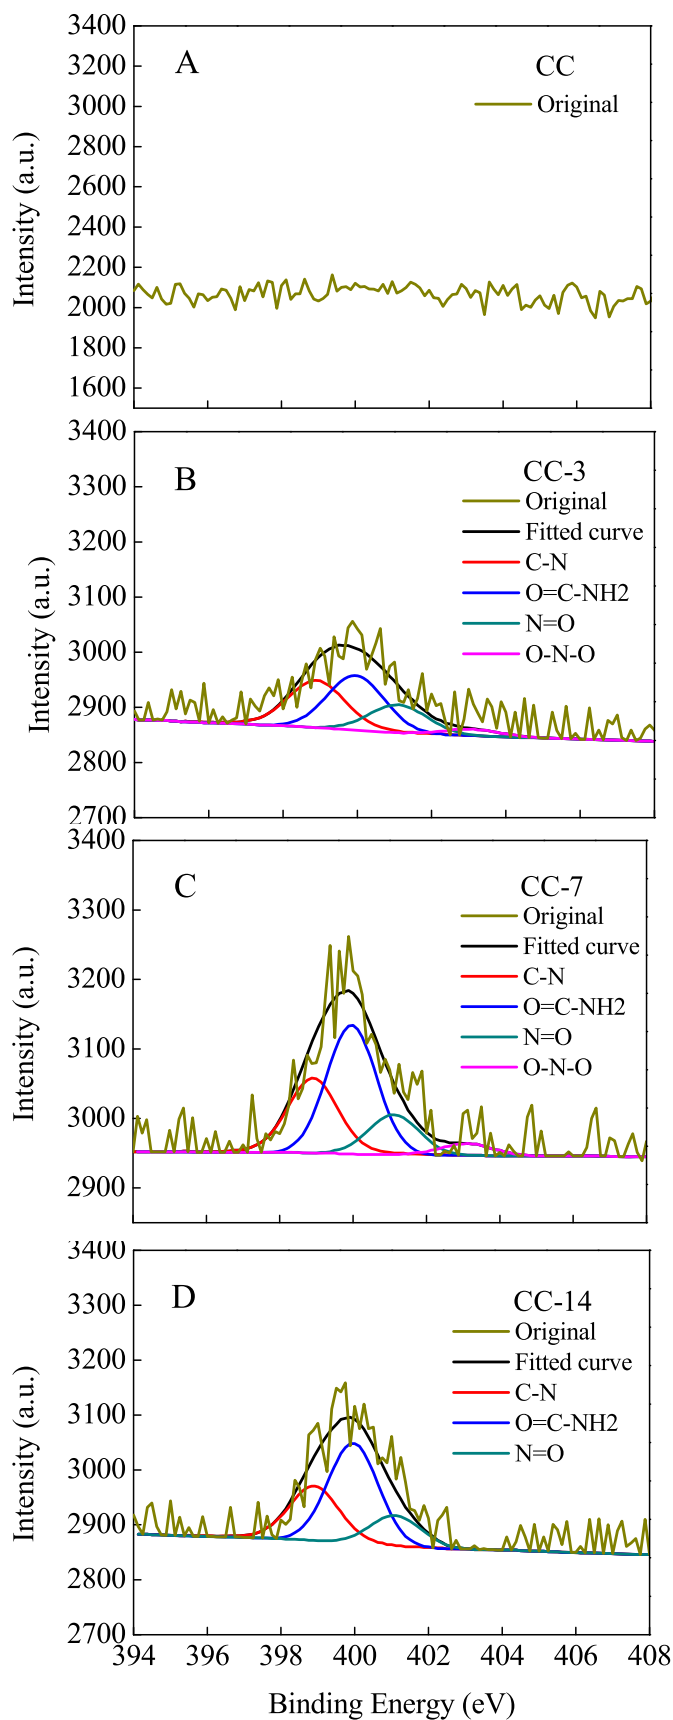 3400
3200
3000
2800
2600
2400
2200
2000
1800
1600
Intensity (a.u.)
A
CC
Original
3400
3300
3200
3100
3000
2900
2800
2700
Intensity (a.u.)
B
CC-3
Original
Fitted curve
C-N
O=C-NH2
N=O
O-N-O
3400
3300
3200
3100
3000
2900
Intensity (a.u.)
C
CC-7
Original
Fitted curve
C-N
O=C-NH2
N=O
O-N-O
3400
3300
3200
3100
3000
2900
2800
2700
Intensity (a.u.)
D
CC-14
Original
Fitted curve
C-N
O=C-NH2
N=O
394 396 398 400 402 404 406 408
Binding Energy (eV)